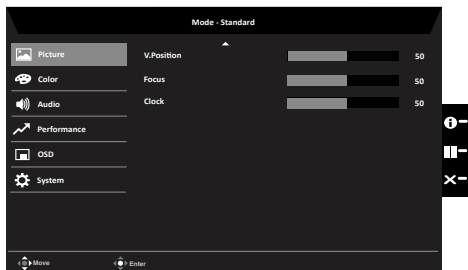 Mode - Standard
Picture
V.Position 50
Color
Focus 50
Audio
Clock 50
Performance
OSD
System
Move Enter